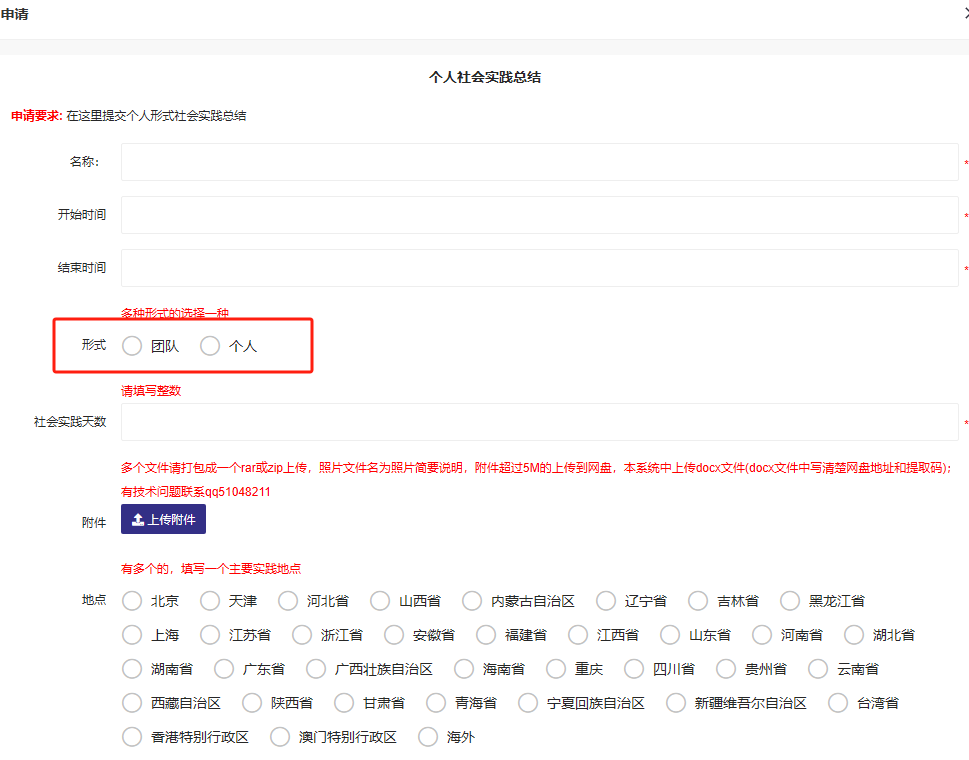 申请
个人社会实践总结
申请要求: 在这里提交个人形式社会实践总结
名称： *
开始时间 *
结束时间 *
多种形式的选择一种
形式 团队 个人
请填写整数
社会实践天数 *
多个文件请打包成一个rar或zip上传，照片文件名为照片简要说明，附件超过5M的上传到网盘，本系统中上传docx文件(docx文件中写清楚网盘地址和提取码);
有技术问题联系qq51048211
附件 上传附件
有多个的，填写一个主要实践地点
地点 北京 天津 河北省 山西省 内蒙古自治区 辽宁省 吉林省 黑龙江省
上海 江苏省 浙江省 安徽省 福建省 江西省 山东省 河南省 湖北省
湖南省 广东省 广西壮族自治区 海南省 重庆 四川省 贵州省 云南省
西藏自治区 陕西省 甘肃省 青海省 宁夏回族自治区 新疆维吾尔自治区 台湾省
香港特别行政区 澳门特别行政区 海外